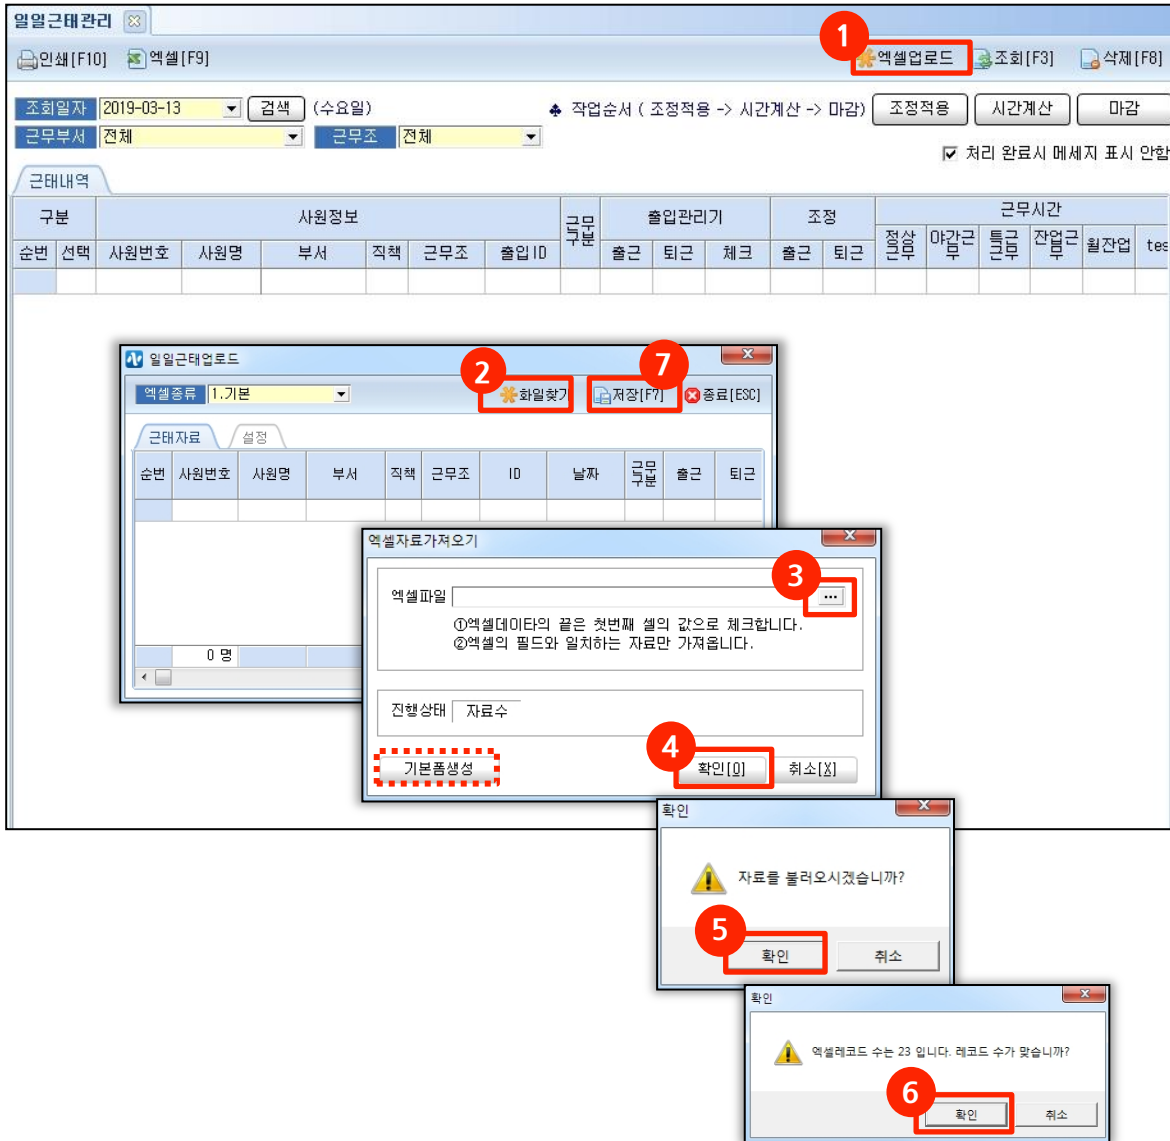 일일근태관리
1
인쇄[F10] 엑셀[F9] 엑셀업로드 조회[F3] 삭제[F8]
조회일자 2019-03-13 검색 (수요일) ♣ 작업순서 ( 조정적용 -> 시간계산 -> 마감) 조정적용 시간계산 마감
근무부서 전체 근무조 전체
처리 완료시 메세지 표시 안함
근태내역
구분 사원정보 근무구분 출입관리기 조정 근무시간
순번 선택 사원번호 사원명 부서 직책 근무조 출입ID 출근 퇴근 체크 출근 퇴근 정상근무 야간근무 특근근무 잔업근무 월잔업 tes
일일근태업로드
2 7
엑셀종류 1.기본 화일찾기 저장[F7] 종료[ESC]
근태자료 설정
순번 사원번호 사원명 부서 직책 근무조 ID 날짜 근무구분 출근 퇴근
엑셀자료가져오기
3
엑셀파일 ...
①엑셀데이타의 끝은 첫번째 셀의 값으로 체크합니다.
②엑셀의 필드와 일치하는 자료만 가져옵니다.
0 명
진행상태 자료수
4
기본폼생성 확인[O] 취소[X]
확인
자료를 불러오시겠습니까?
5
확인 취소
확인
엑셀레코드 수는 23 입니다. 레코드 수가 맞습니까?
6
확인 취소